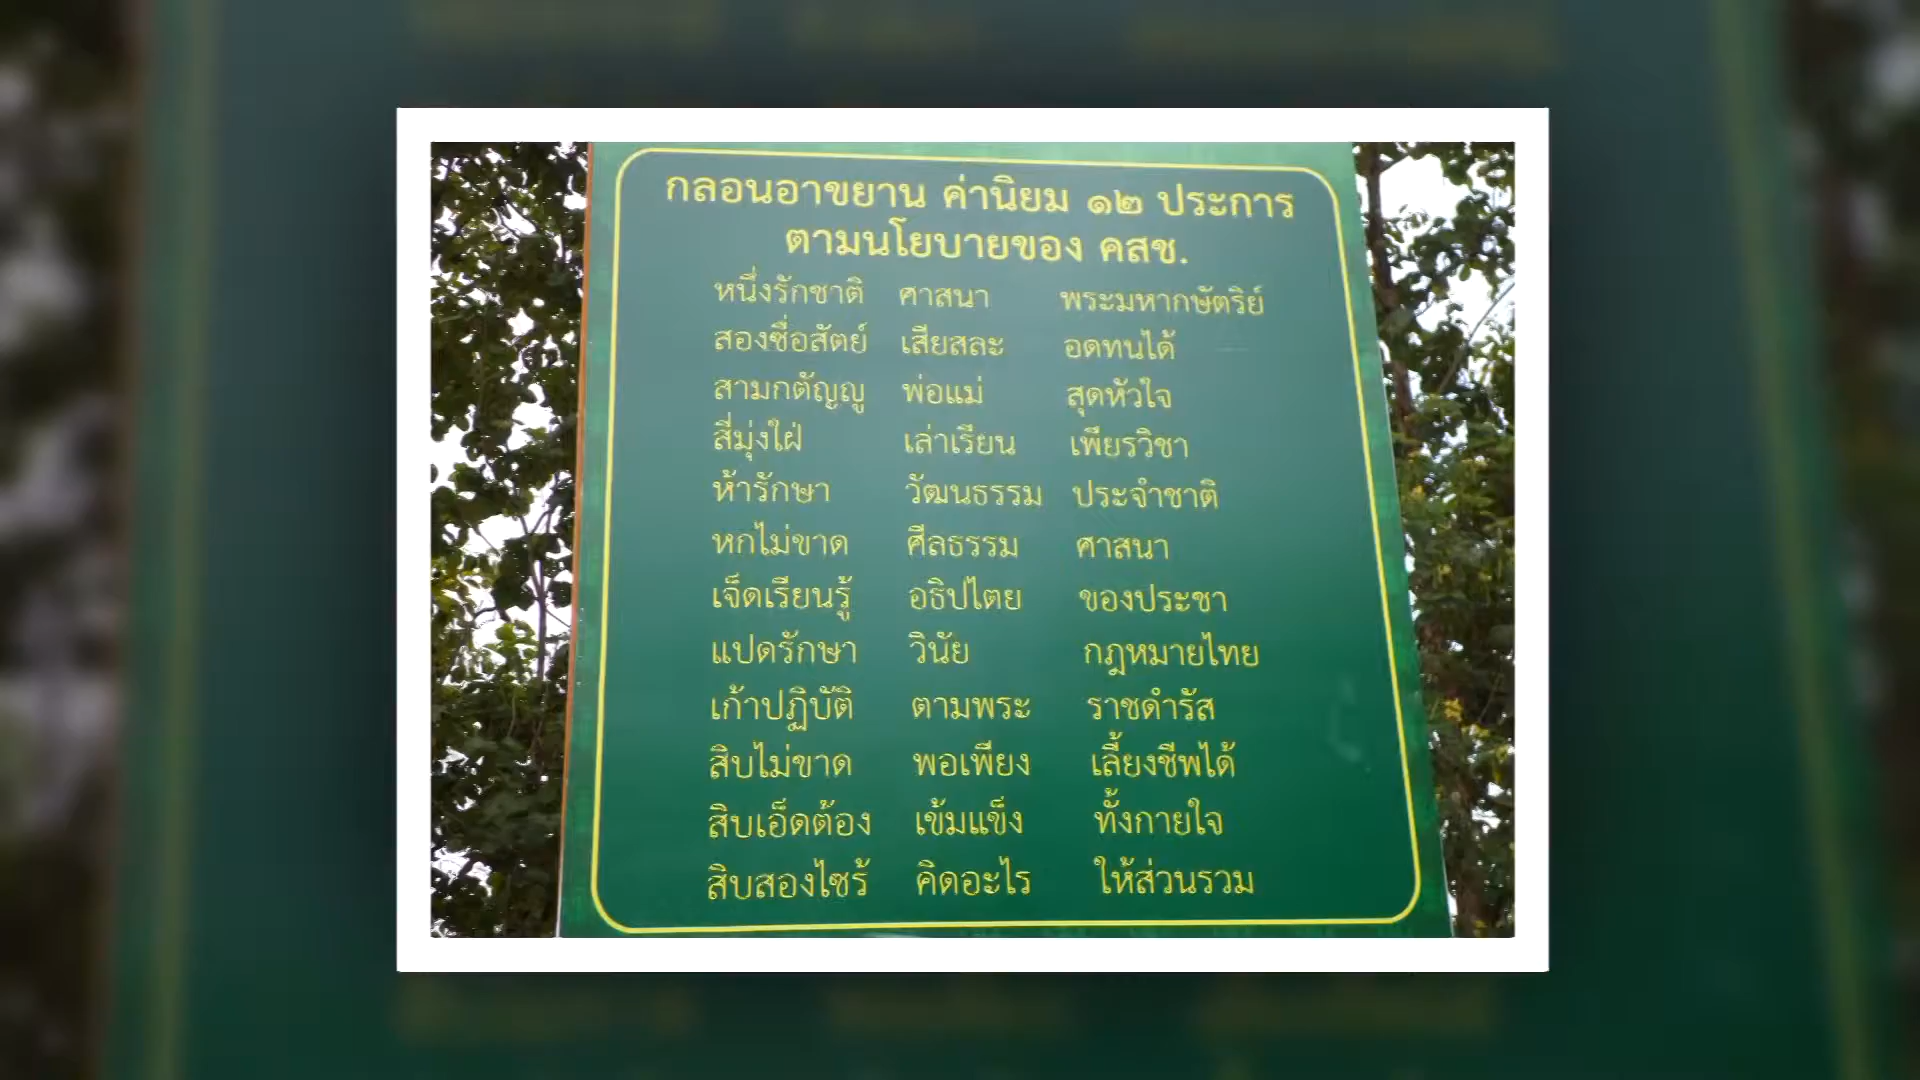 กลอนอาขยาน ค่านิยม ๑๒ ประการ
ตามนโยบายของ คสช.
หนึ่งรักชาติ ศาสนา พระมหากษัตริย์
สองซื่อสัตย์ เสียสละ อดทนได้
สามกตัญญู พ่อแม่ สุดหัวใจ
สี่มุ่งใฝ่ เล่าเรียน เพียรวิชา
ห้ารักษา วัฒนธรรม ประจำชาติ
หกไม่ขาด ศีลธรรม ศาสนา
เจ็ดเรียนรู้ อธิปไตย ของประชา
แปดรักษา วินัย กฎหมายไทย
เก้าปฏิบัติ ตามพระ ราชดำรัส
สิบไม่ขาด พอเพียง เลี้ยงชีพได้
สิบเอ็ดต้อง เข้มแข็ง ทั้งกายใจ
สิบสองไซร้ คิดอะไร ให้ส่วนรวม